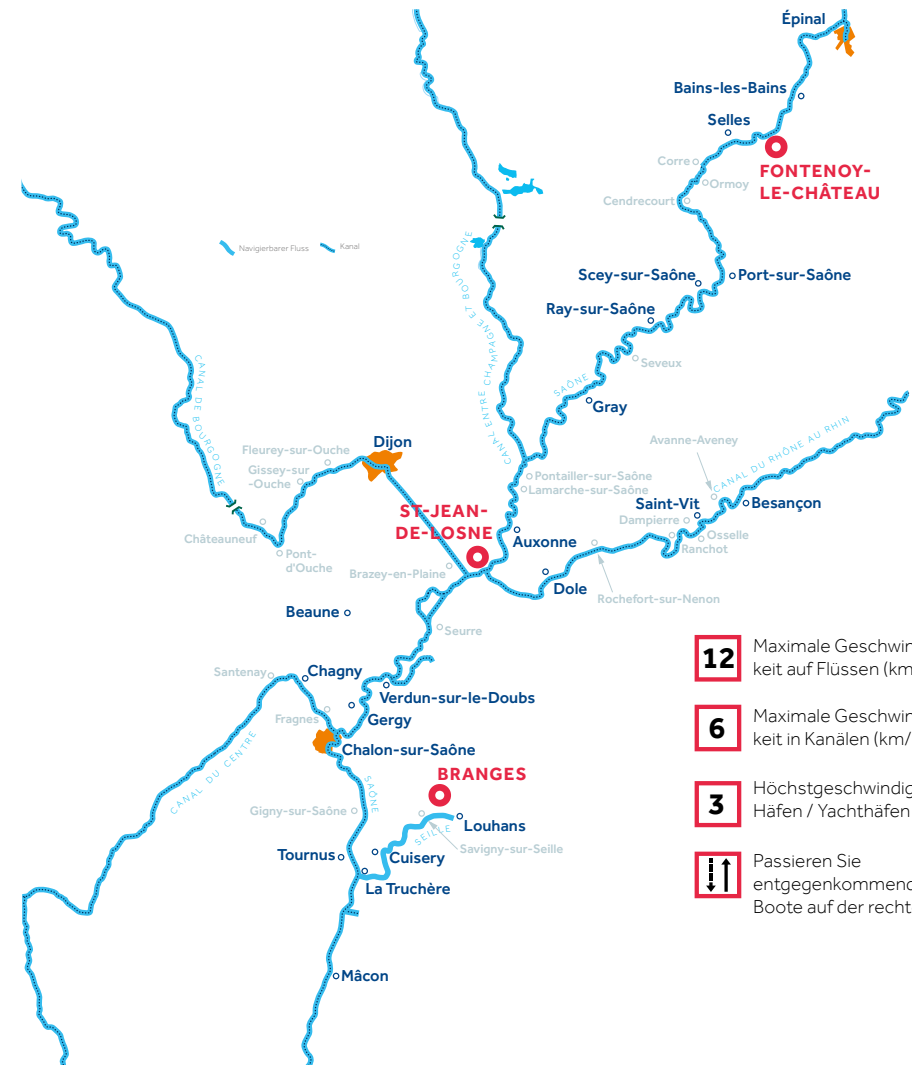 Épinal
Bains-les-Bains
Selles
FONTENOY-
LE-CHÂTEAU
Corre
Ormoy
Cendrecourt
Navigierbarer Fluss
Kanal
Scey-sur-Saône
Port-sur-Saône
Ray-sur-Saône
Seveux
SAÔNE
Gray
CANAL ENTRE CHAMPAGNE ET BOURGOGNE
CANAL DE BOURGOGNE
Avanne-Aveney
CANAL DU RHÔNE AU RHIN
Dijon
Fleurey-sur-Ouche
Gissey-sur
-Ouche
Pontailler-sur-Saône
Lamarche-sur-Saône
Saint-Vit
Besançon
ST-JEAN-
DE-LOSNE
Dampierre
Osselle
Ranchot
Auxonne
Châteauneuf
Pont-
d'Ouche
Brazey-en-Plaine
Dole
Rochefort-sur-Nenon
Beaune
Seurre
Santenay
Chagny
Verdun-sur-le-Doubs
Fragnes
Gergy
Chalon-sur-Saône
CANAL DU CENTRE
SAÔNE
BRANGES
Gigny-sur-Saône
Louhans
SEILLE
Savigny-sur-Seille
Tournus
Cuisery
La Truchère
Mâcon
12
Maximale Geschwin
keit auf Flüssen (km
6
Maximale Geschwin
keit in Kanälen (km/
3
Höchstgeschwindig
Häfen / Yachthäfen
Passieren Sie
entgegenkommend
Boote auf der recht